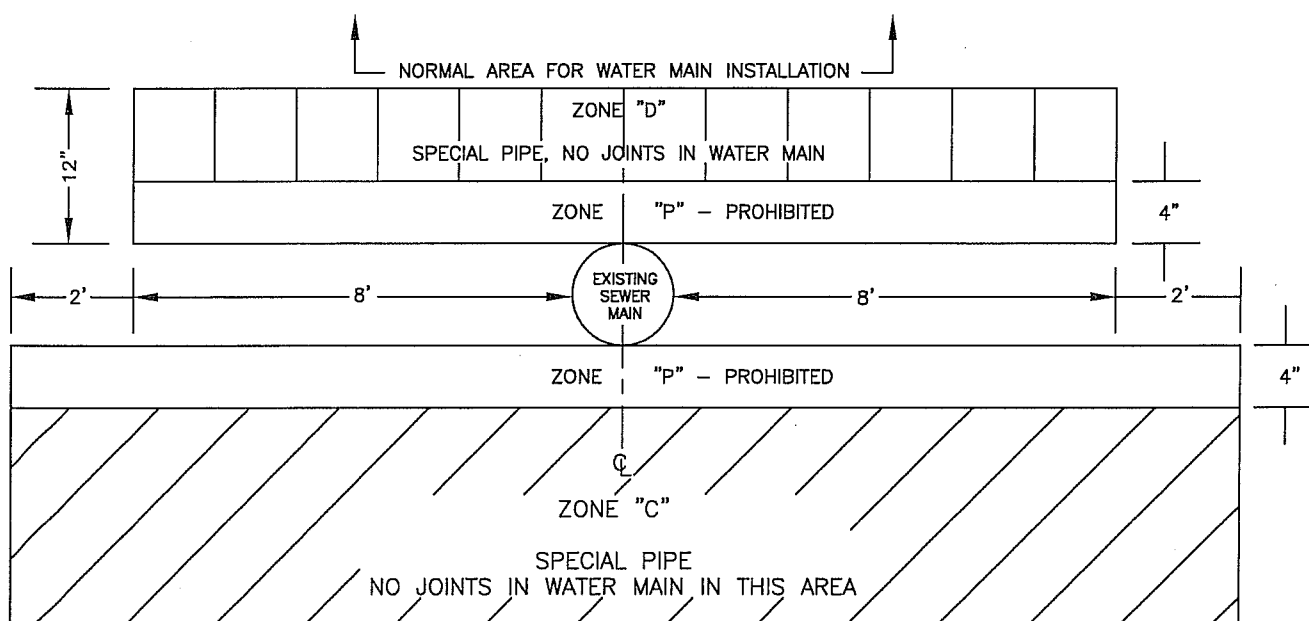 NORMAL AREA FOR WATER MAIN INSTALLATION
ZONE "D"
12"
SPECIAL PIPE, NO JOINTS IN WATER MAIN
ZONE "P" – PROHIBITED
4"
EXISTING
SEWER
MAIN
2'
8'
8'
2'
ZONE "P" – PROHIBITED
4"
℄
ZONE "C"
SPECIAL PIPE
NO JOINTS IN WATER MAIN IN THIS AREA